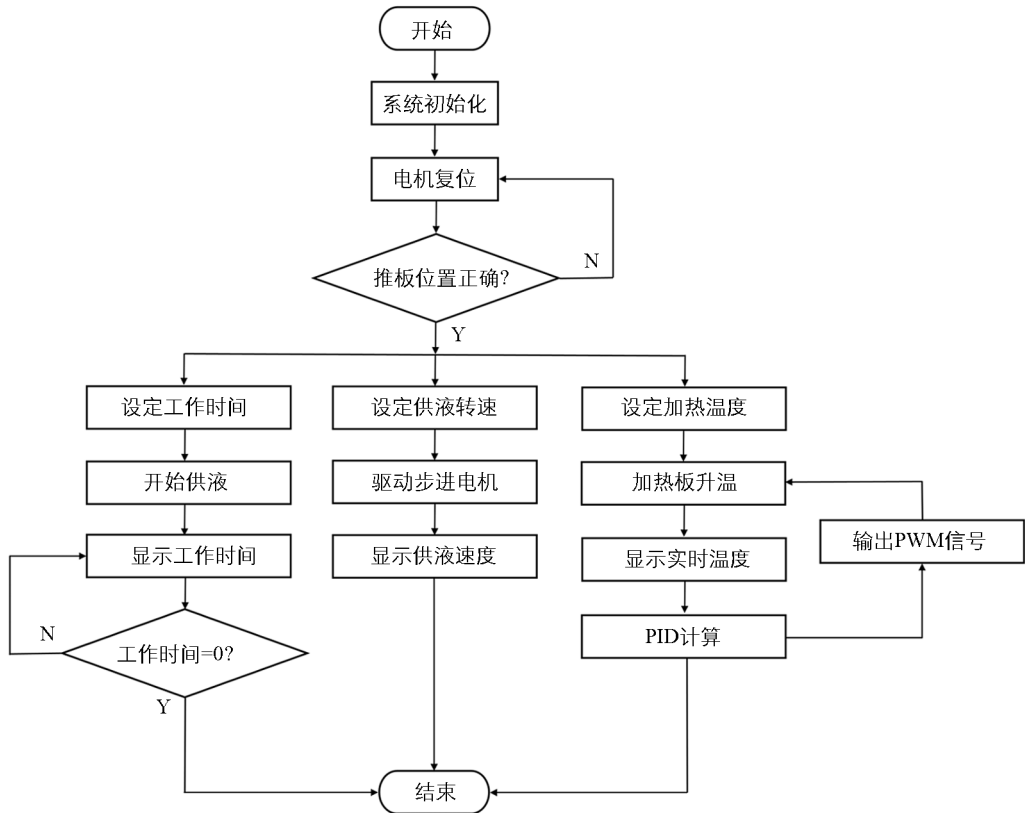 开始
系统初始化
电机复位
推板位置正确?
N
Y
设定工作时间
设定供液转速
设定加热温度
开始供液
驱动步进电机
加热板升温
显示工作时间
显示供液速度
显示实时温度
输出PWM信号
N
工作时间=0?
PID计算
Y
结束